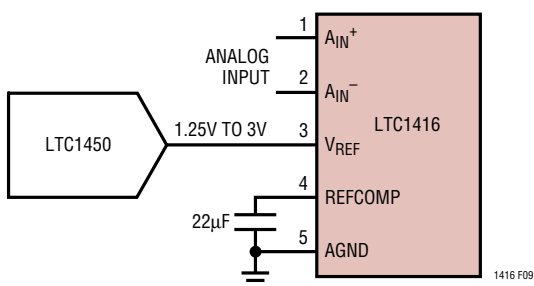 1
A_IN^+
ANALOG
INPUT
2
A_IN^−
LTC1416
LTC1450
1.25V TO 3V
3
V_REF
4
REFCOMP
22μF
5
AGND
1416 F09